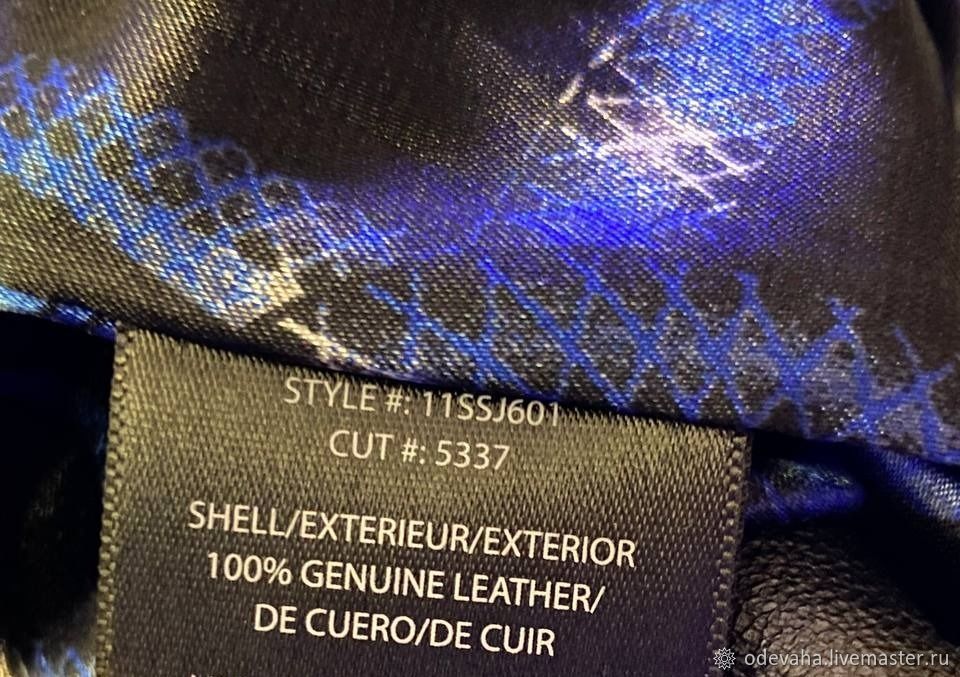 STYLE #: 11SSJ601
CUT #: 5337
SHELL/EXTERIEUR/EXTERIOR
100% GENUINE LEATHER/
DE CUERO/DE CUIR
odevaha.livemaster.ru